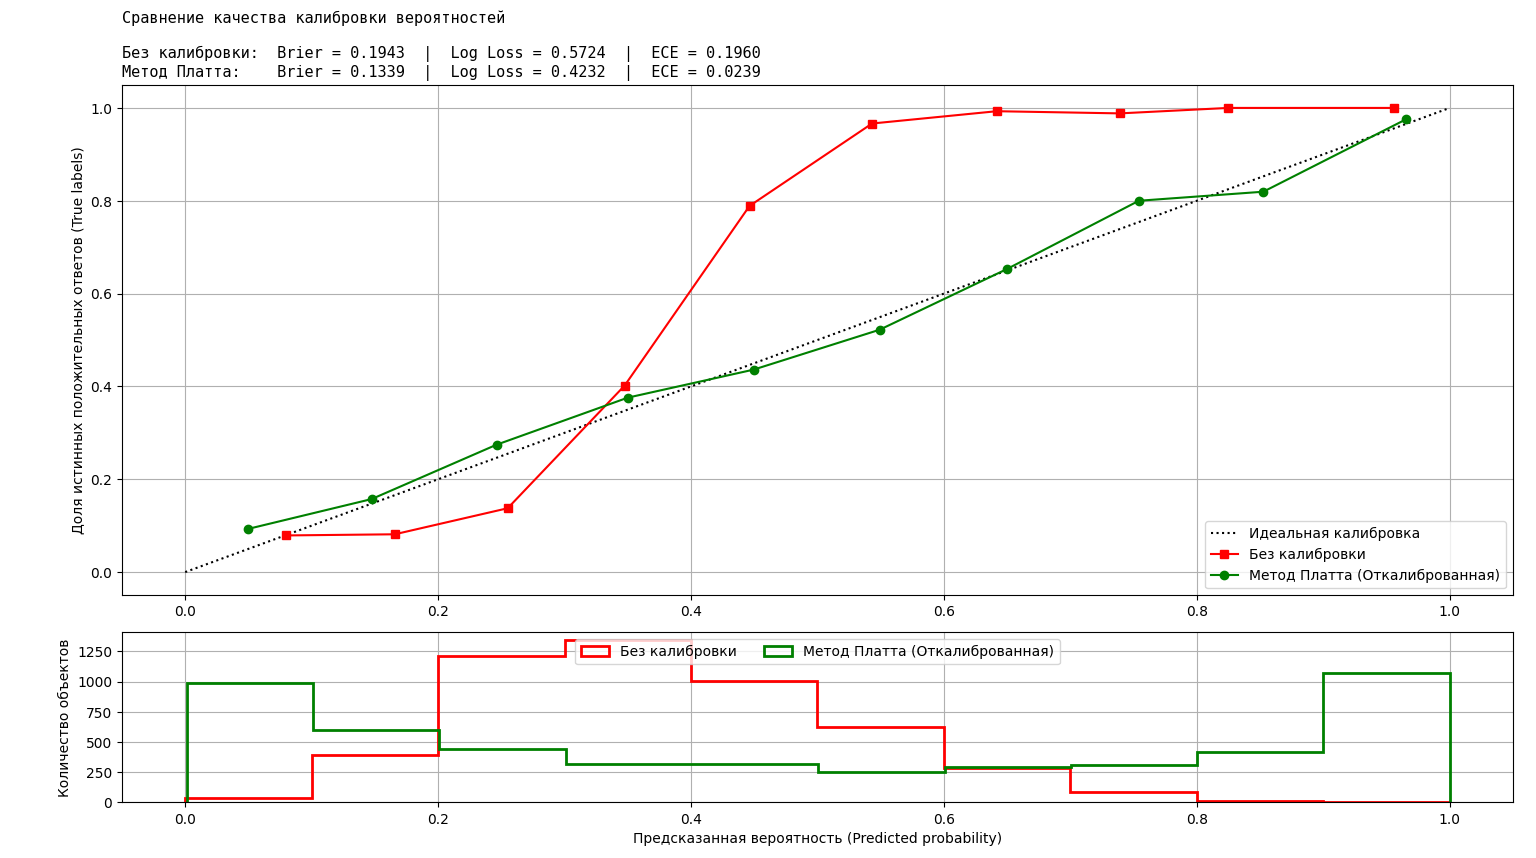 Сравнение качества калибровки вероятностей
Без калибровки:  Brier = 0.1943  |  Log Loss = 0.5724  |  ECE = 0.1960
Метод Платта:    Brier = 0.1339  |  Log Loss = 0.4232  |  ECE = 0.0239
Доля истинных положительных ответов (True labels)
1.0
0.8
0.6
0.4
0.2
0.0
Идеальная калибровка
Без калибровки
Метод Платта (Откалиброванная)
0.0 0.2 0.4 0.6 0.8 1.0
Количество объектов
1250
1000
750
500
250
0
Без калибровки Метод Платта (Откалиброванная)
0.0 0.2 0.4 0.6 0.8 1.0
Предсказанная вероятность (Predicted probability)